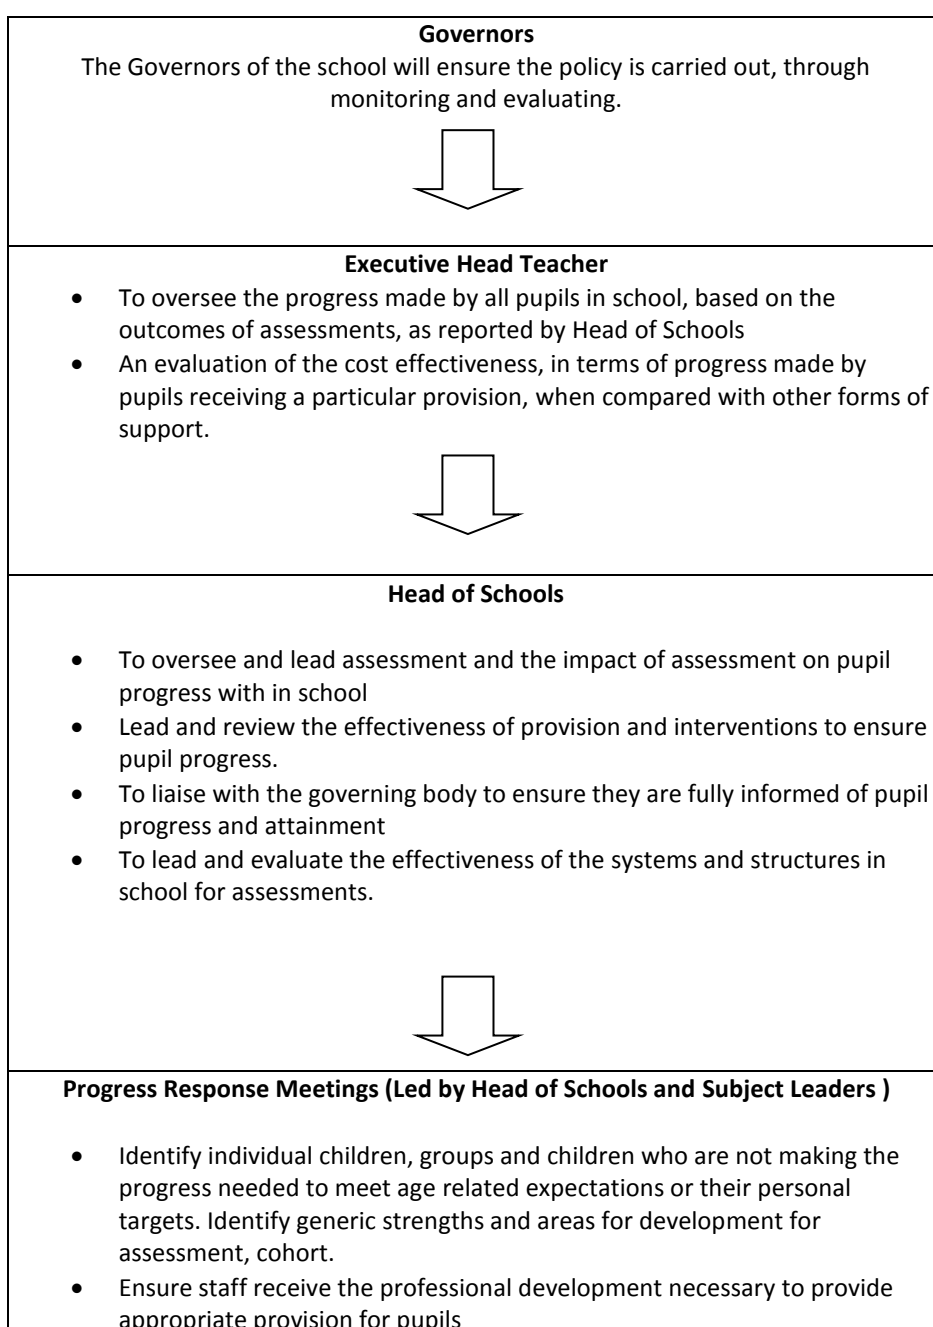 Governors
The Governors of the school will ensure the policy is carried out, through
monitoring and evaluating.
Executive Head Teacher
• To oversee the progress made by all pupils in school, based on the
outcomes of assessments, as reported by Head of Schools
• An evaluation of the cost effectiveness, in terms of progress made by
pupils receiving a particular provision, when compared with other forms of
support.
Head of Schools
• To oversee and lead assessment and the impact of assessment on pupil
progress with in school
• Lead and review the effectiveness of provision and interventions to ensure
pupil progress.
• To liaise with the governing body to ensure they are fully informed of pupil
progress and attainment
• To lead and evaluate the effectiveness of the systems and structures in
school for assessments.
Progress Response Meetings (Led by Head of Schools and Subject Leaders )
• Identify individual children, groups and children who are not making the
progress needed to meet age related expectations or their personal
targets. Identify generic strengths and areas for development for
assessment, cohort.
• Ensure staff receive the professional development necessary to provide
appropriate provision for pupils